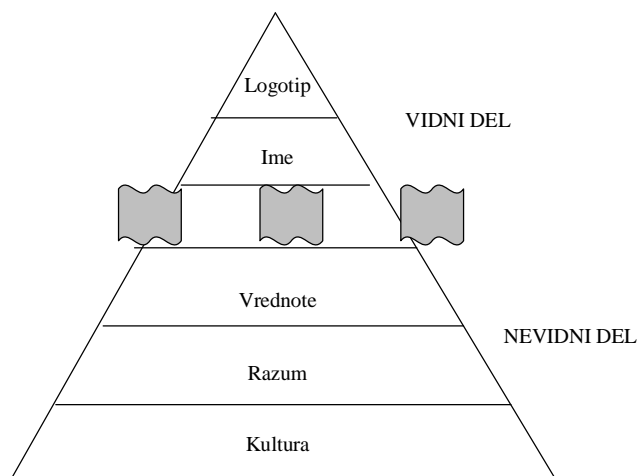 Logotip
VIDNI DEL
Ime
Vrednote
NEVIDNI DEL
Razum
Kultura